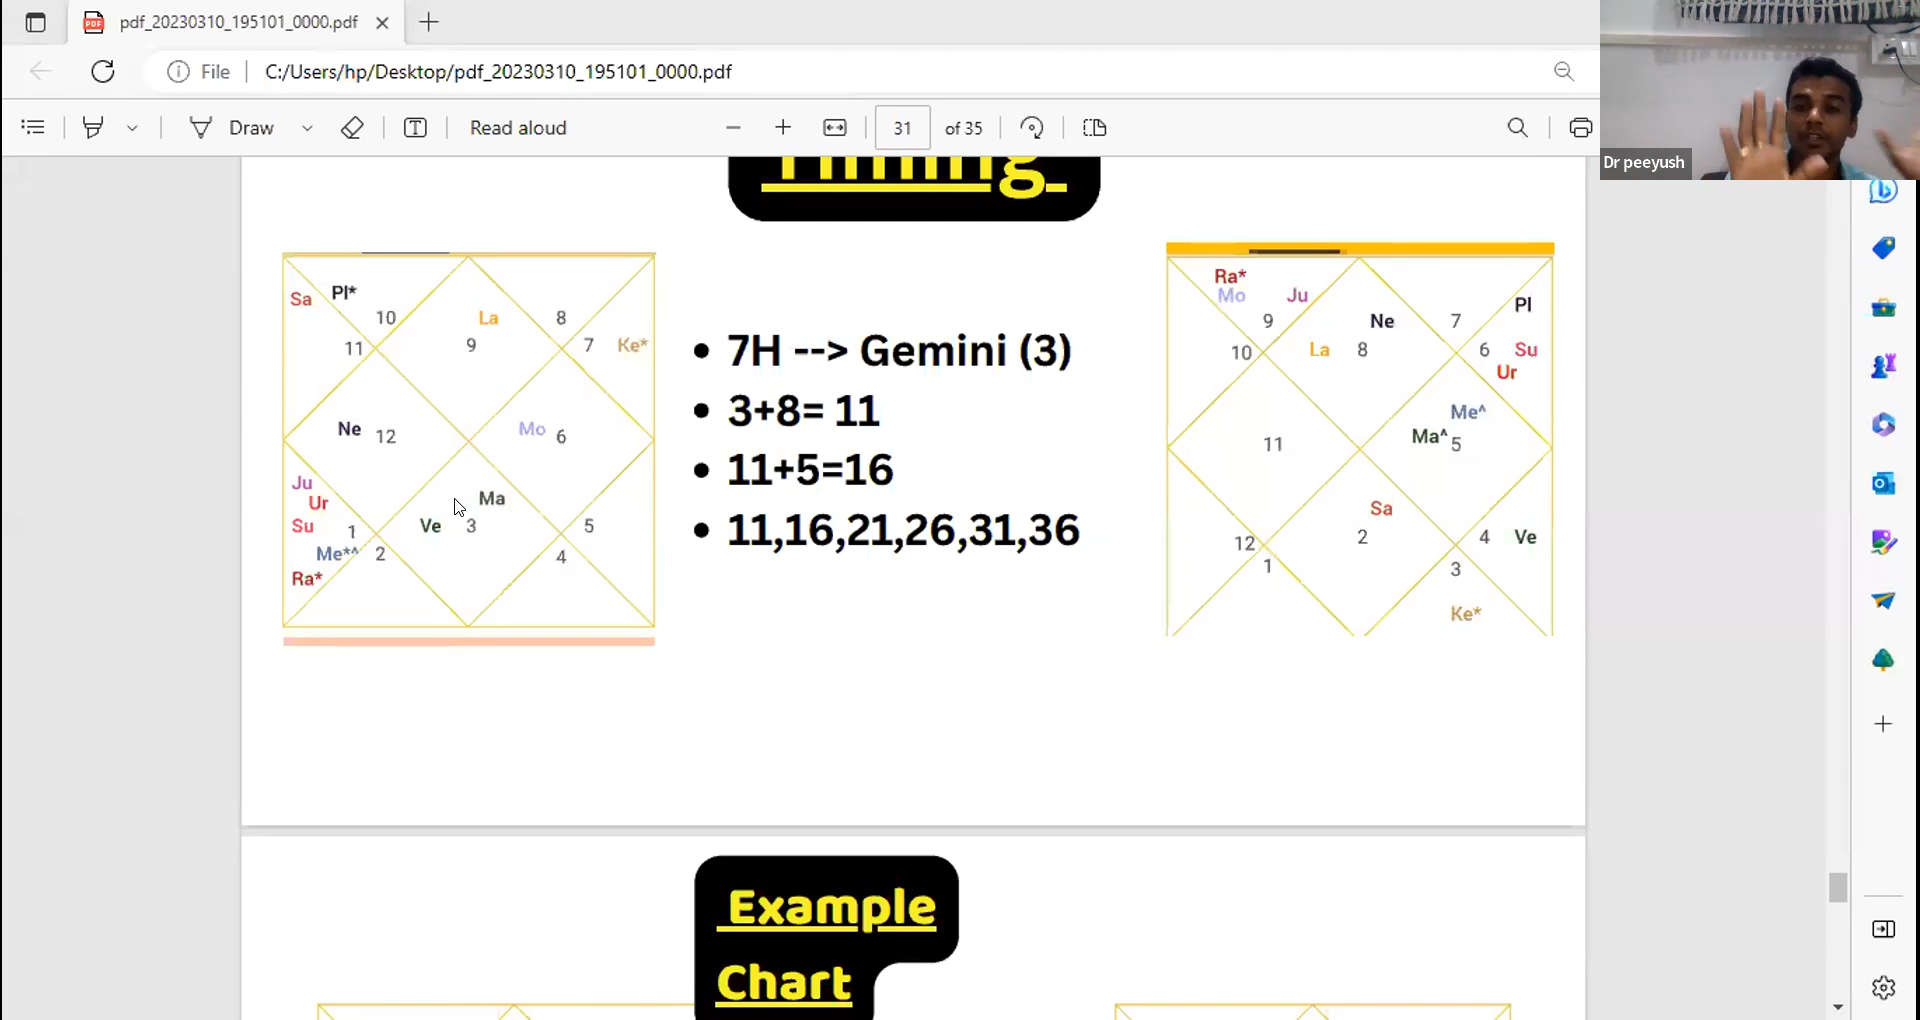 pdf_20230310_195101_0000.pdf
File
C:/Users/hp/Desktop/pdf_20230310_195101_0000.pdf
Draw
Read aloud
31
of 35
Dr peeyush
Timing
Sa
Pl*
10
La
9
8
11
7
Ke*
Ne
12
Mo
6
Ju
Ur
Su
1
Me*^
2
Ra*
Ma
Ve
3
5
4
• 7H --> Gemini (3)
• 3+8= 11
• 11+5=16
• 11,16,21,26,31,36
Ra*
Mo
Ju
9
10
La
8
Ne
7
Pl
6
Su
Ur
Me^
Ma^
5
11
Sa
2
12
1
4
Ve
3
Ke*
Example
Chart